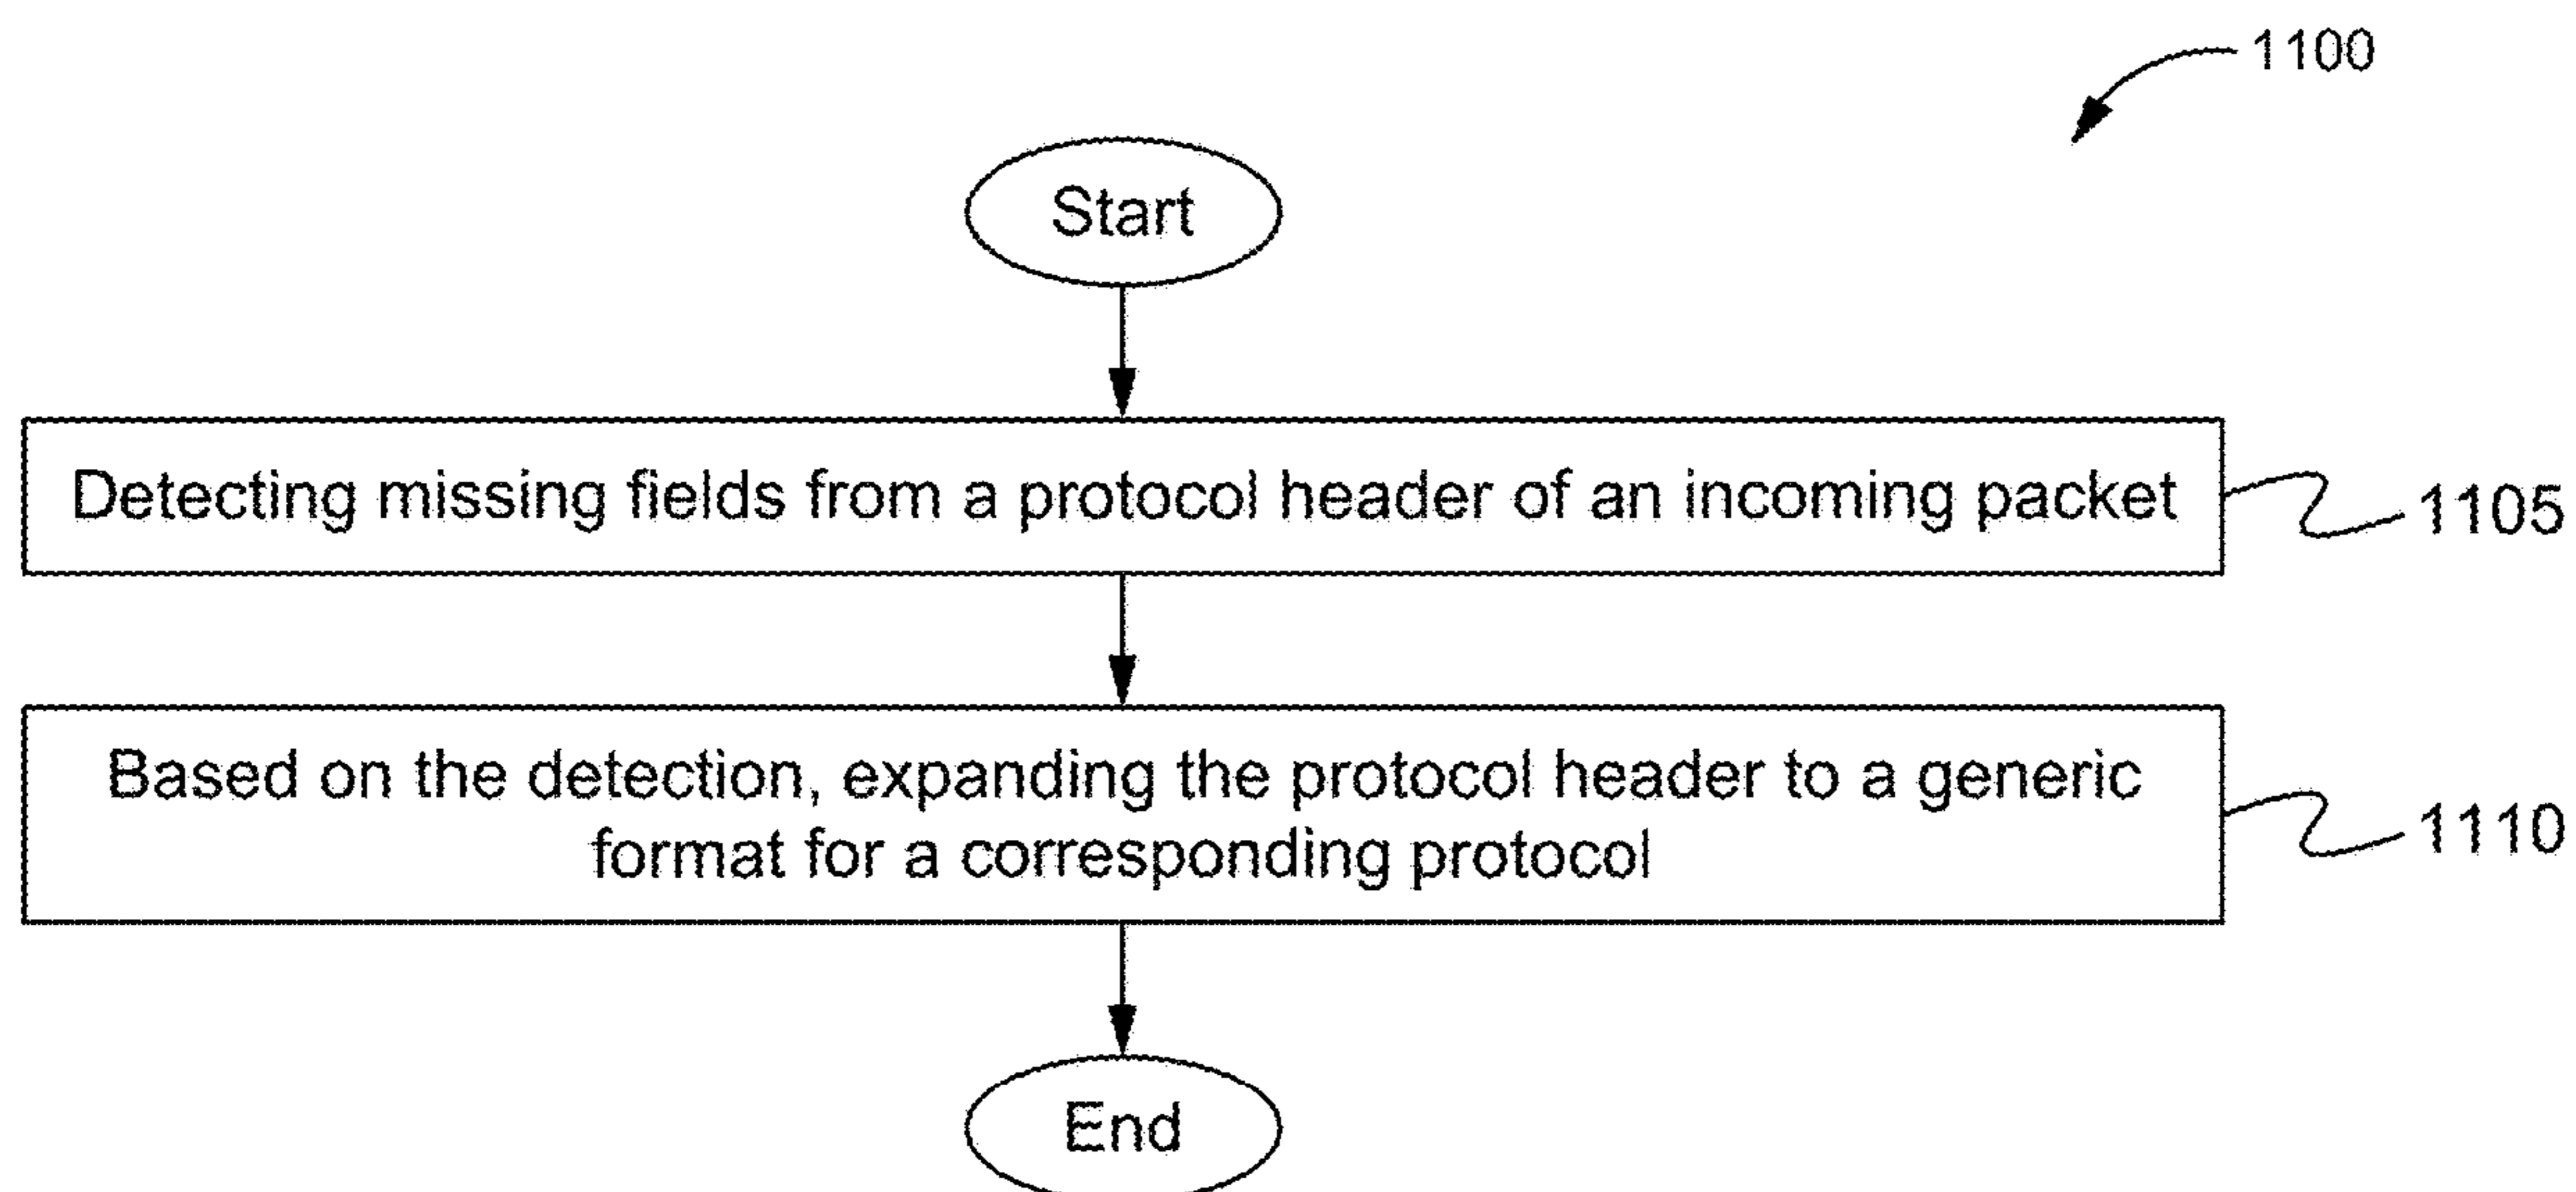 1100
Start
Detecting missing fields from a protocol header of an incoming packet
1105
Based on the detection, expanding the protocol header to a generic
format for a corresponding protocol
1110
End